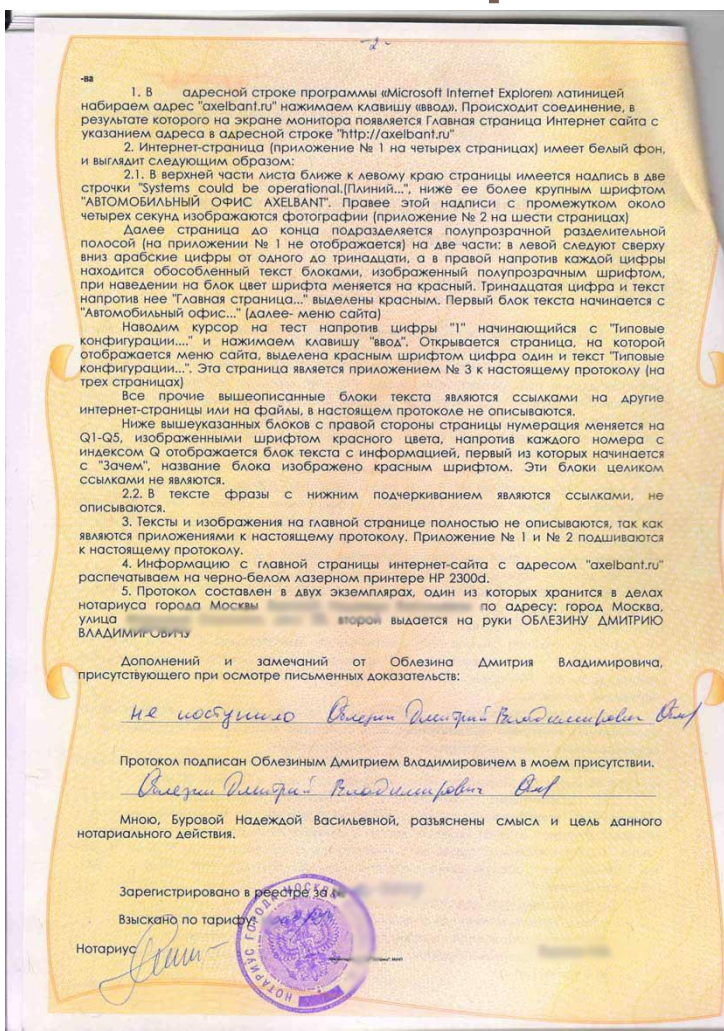 -2-
-ва
1. В адресной строке программы «Microsoft Internet Explorer» латиницей
набираем адрес "axelbant.ru" нажимаем клавишу «ввод». Происходит соединение, в
результате которого на экране монитора появляется Главная страница Интернет сайта с
указанием адреса в адресной строке "http://axelbant.ru"
2. Интернет-страница (приложение № 1 на четырех страницах) имеет белый фон,
и выглядит следующим образом:
2.1. В верхней части листа ближе к левому краю страницы имеется надпись в две
строчки "Systems could be operational.(Плиний...", ниже ее более крупным шрифтом
"АВТОМОБИЛЬНЫЙ ОФИС AXELBANT". Правее этой надписи с промежутком около
четырех секунд изображаются фотографии (приложение № 2 на шести страницах)
Далее страница до конца подразделяется полупрозрачной разделительной
полосой (на приложении № 1 не отображается) на две части: в левой следуют сверху
вниз арабские цифры от одного до тринадцати, а в правой напротив каждой цифры
находится обособленный текст блоками, изображенный полупрозрачным шрифтом,
при наведении на блок цвет шрифта меняется на красный. Тринадцатая цифра и текст
напротив нее "Главная страница..." выделены красным. Первый блок текста начинается с
"Автомобильный офис..." (далее- меню сайта)
Наводим курсор на тест напротив цифры "1" начинающийся с "Типовые
конфигурации...." и нажимаем клавишу "ввод". Открывается страница, на которой
отображается меню сайта, выделена красным шрифтом цифра один и текст "Типовые
конфигурации...". Эта страница является приложением № 3 к настоящему протоколу (на
трех страницах)
Все прочие вышеописанные блоки текста являются ссылками на другие
интернет-страницы или на файлы, в настоящем протоколе не описываются.
Ниже вышеуказанных блоков с правой стороны страницы нумерация меняется на
Q1-Q5, изображенными шрифтом красного цвета, напротив каждого номера с
индексом Q отображается блок текста с информацией, первый из которых начинается
с "Зачем", название блока изображено красным шрифтом. Эти блоки целиком
ссылками не являются.
2.2. В тексте фразы с нижним подчеркиванием являются ссылками, не
описываются.
3. Тексты и изображения на главной странице полностью не описываются, так как
являются приложениями к настоящему протоколу. Приложение № 1 и № 2 подшиваются
к настоящему протоколу.
4. Информацию с главной страницы интернет-сайта с адресом "axelbant.ru"
распечатываем на черно-белом лазерном принтере HP 2300d.
5. Протокол составлен в двух экземплярах, один из которых хранится в делах
нотариуса города Москвы по адресу: город Москва,
улица второй выдается на руки ОБЛЕЗИНУ ДМИТРИЮ
ВЛАДИМИРОВИЧУ
Дополнений и замечаний от Облезина Дмитрия Владимировича,
присутствующего при осмотре письменных доказательств:
не поступило Облезин Дмитрий Владимирович
Протокол подписан Облезиным Дмитрием Владимировичем в моем присутствии.
Облезин Дмитрий Владимирович
Мною, Буровой Надеждой Васильевной, разъяснены смысл и цель данного
нотариального действия.
Зарегистрировано в реестре за
Взыскано по тарифу:
Нотариус
НОТАРИУС ГОРОДА МОСКВЫ